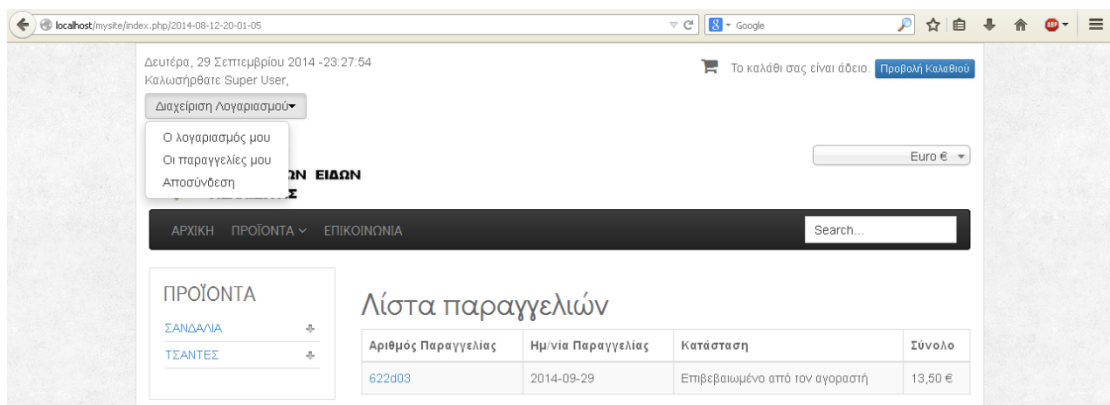 localhost/mysite/index.php/2014-08-12-20-01-05
Google
Δευτέρα, 29 Σεπτεμβρίου 2014 -23:27:54
Καλωσήρθατε Super User,
Το καλάθι σας είναι άδειο. Προβολή Καλαθιού
Διαχείριση Λογαριασμού
Ο λογαριασμός μου
Οι παραγγελίες μου
Αποσύνδεση
Euro €
ΩΝ ΕΙΔΩΝ
ΑΡΧΙΚΗ ΠΡΟΪΟΝΤΑ ΕΠΙΚΟΙΝΩΝΙΑ
Search...
ΠΡΟΪΟΝΤΑ
ΣΑΝΔΑΛΙΑ
ΤΣΑΝΤΕΣ
Λίστα παραγγελιών
Αριθμός Παραγγελίας Ημ/νία Παραγγελίας Κατάσταση Σύνολο
622d03 2014-09-29 Επιβεβαιωμένο από τον αγοραστή 13,50 €